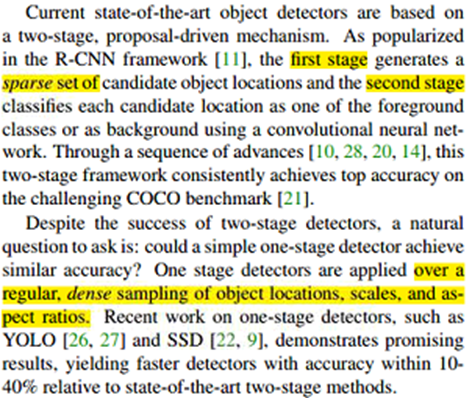 Current state-of-the-art object detectors are based on
a two-stage, proposal-driven mechanism. As popularized
in the R-CNN framework [11], the first stage generates a
sparse set of candidate object locations and the second stage
classifies each candidate location as one of the foreground
classes or as background using a convolutional neural net-
work. Through a sequence of advances [10, 28, 20, 14], this
two-stage framework consistently achieves top accuracy on
the challenging COCO benchmark [21].
Despite the success of two-stage detectors, a natural
question to ask is: could a simple one-stage detector achieve
similar accuracy? One stage detectors are applied over a
regular, dense sampling of object locations, scales, and as-
pect ratios. Recent work on one-stage detectors, such as
YOLO [26, 27] and SSD [22, 9], demonstrates promising
results, yielding faster detectors with accuracy within 10-
40% relative to state-of-the-art two-stage methods.